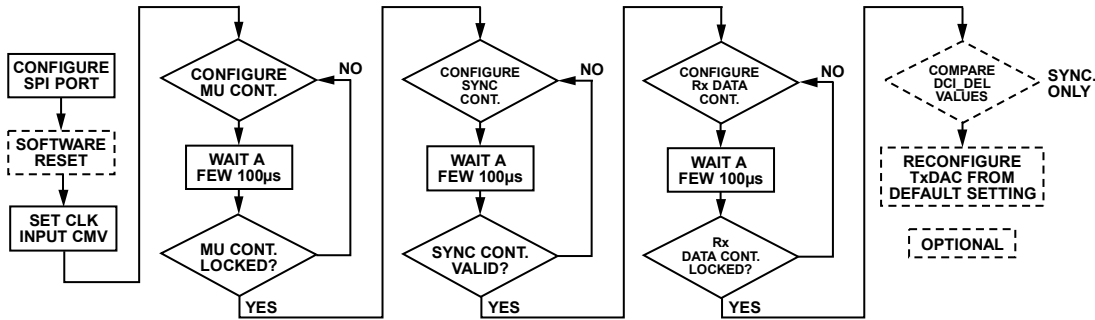 CONFIGURE
SPI PORT
SOFTWARE
RESET
SET CLK
INPUT CMV
CONFIGURE
MU CONT.
NO
WAIT A
FEW 100µs
MU CONT.
LOCKED?
YES
CONFIGURE
SYNC
CONT.
NO
WAIT A
FEW 100µs
SYNC CONT.
VALID?
YES
CONFIGURE
Rx DATA
CONT.
NO
WAIT A
FEW 100µs
Rx
DATA CONT.
LOCKED?
YES
COMPARE
DCI_DEL
VALUES
SYNC.
ONLY
RECONFIGURE
TxDAC FROM
DEFAULT SETTING
OPTIONAL